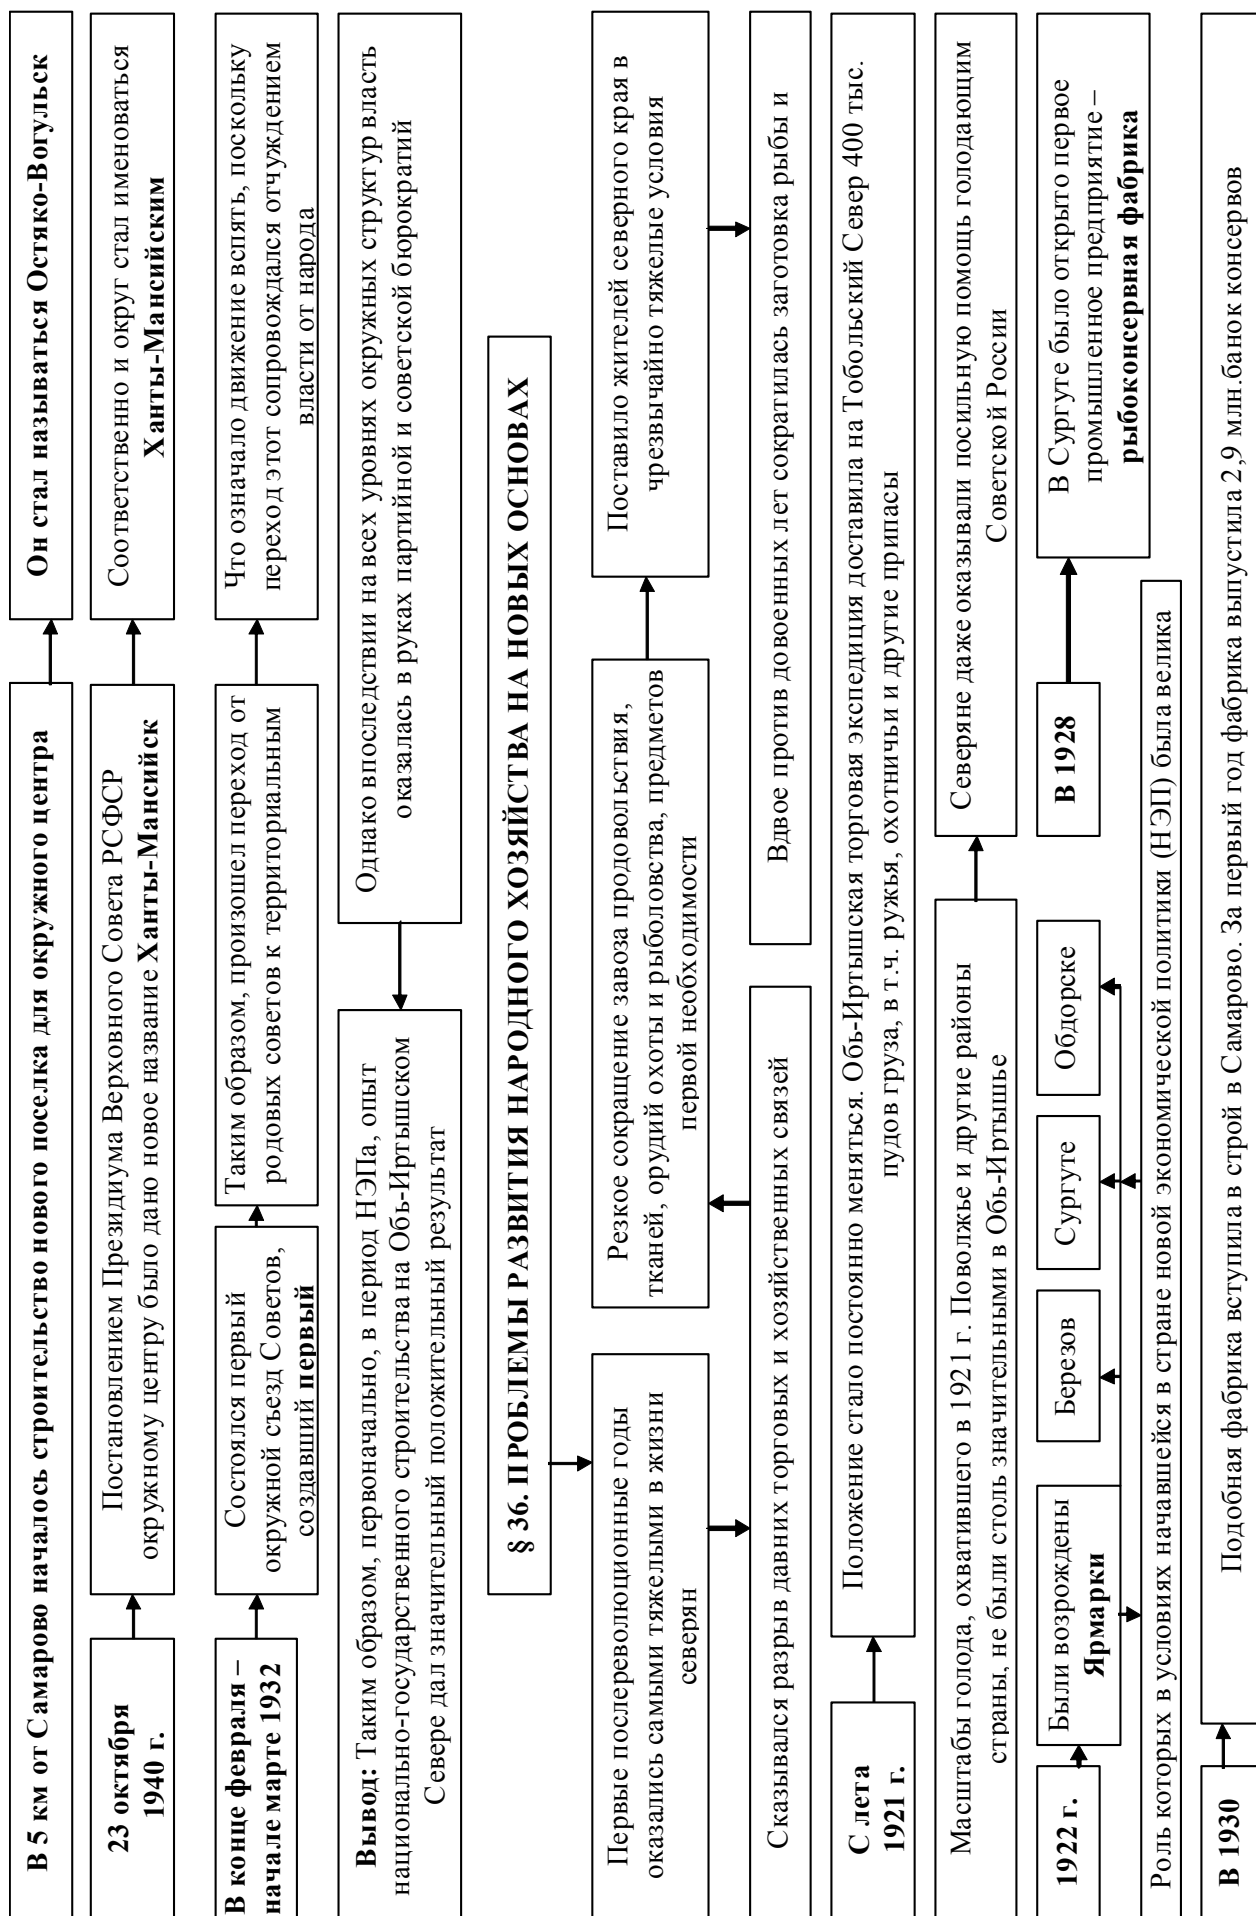 В 5 км от Самарово началось строительство нового поселка для окружного центра
Он стал называться Остяко-Вогульск
23 октября
1940 г.
Постановлением Президиума Верховного Совета РСФСР
окружному центру было дано новое название Ханты-Мансийск
Соответственно и округ стал именоваться
Ханты-Мансийским
В конце февраля –
начале марте 1932
Состоялся первый
окружной съезд Советов,
создавший первый
Таким образом, произошел переход от
родовых советов к территориальным
Что означало движение вспять, поскольку
переход этот сопровождался отчуждением
власти от народа
Вывод: Таким образом, первоначально, в период НЭПа, опыт
национально-государственного строительства на Обь-Иртышском
Севере дал значительный положительный результат
Однако впоследствии на всех уровнях окружных структур власть
оказалась в руках партийной и советской бюрократий
§ 36. ПРОБЛЕМЫ РАЗВИТИЯ НАРОДНОГО ХОЗЯЙСТВА НА НОВЫХ ОСНОВАХ
Первые послереволюционные годы
оказались самыми тяжелыми в жизни
северян
Резкое сокращение завоза продовольствия,
тканей, орудий охоты и рыболовства, предметов
первой необходимости
Поставило жителей северного края в
чрезвычайно тяжелые условия
Сказывался разрыв давних торговых и хозяйственных связей
Вдвое против довоенных лет сократилась заготовка рыбы и
С лета
1921 г.
Положение стало постоянно меняться. Обь-Иртышская торговая экспедиция доставила на Тобольский Север 400 тыс.
пудов груза, в т.ч. ружья, охотничьи и другие припасы
Масштабы голода, охватившего в 1921 г. Поволжье и другие районы
страны, не были столь значительными в Обь-Иртышье
Северяне даже оказывали посильную помощь голодающим
Советской России
1922 г.
Были возрождены
Ярмарки
Березов
Сургуте
Обдорске
В 1928
В Сургуте было открыто первое
промышленное предприятие –
рыбоконсервная фабрика
Роль которых в условиях начавшейся в стране новой экономической политики (НЭП) была велика
В 1930
Подобная фабрика вступила в строй в Самарово. За первый год фабрика выпустила 2,9 млн.банок консервов